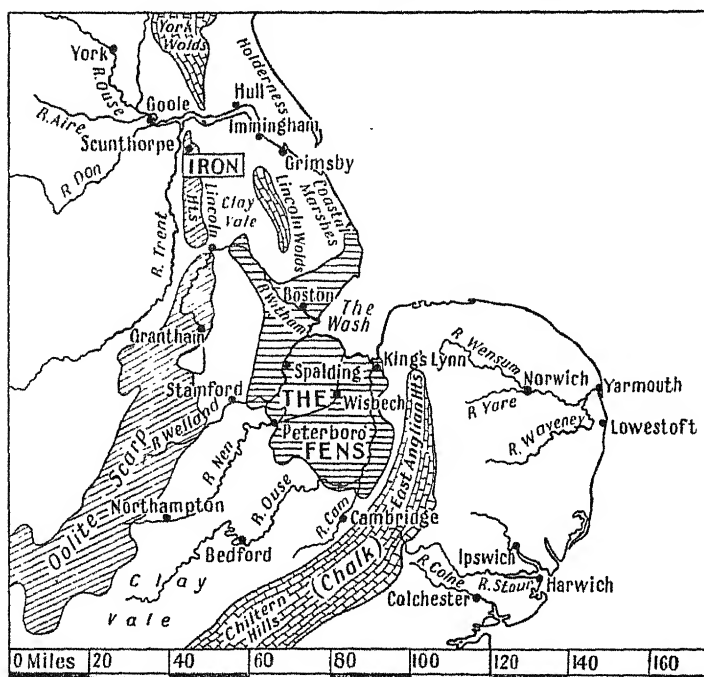 York
Wolds
York
R. Ouse
Holderness
Goole
Hull
R. Aire
Immingham
Scunthorpe
Grimsby
IRON
R Don
Hts
Lincoln
Clay
Vale
Lincoln Wolds
Coastal
Marshes
R. Trent
R. Witham
Boston
The
Wash
Grantham
King's Lynn
R. Wensum
Spalding
Norwich
Yarmouth
Stamford
THE
Wisbech
R Yare
R. Welland
Peterboro'
R. Waveney
Lowestoft
FENS
East Anglian Hts.
Oolite-Scarp
R. Nen
R. Ouse
Northampton
R. Cam
Cambridge
Bedford
Ipswich
(Chalk)
R. Colne
R. Stour
Harwich
Clay
Vale
Colchester
Chiltern
Hills
0 Miles 20 40 60 80 100 120 140 160